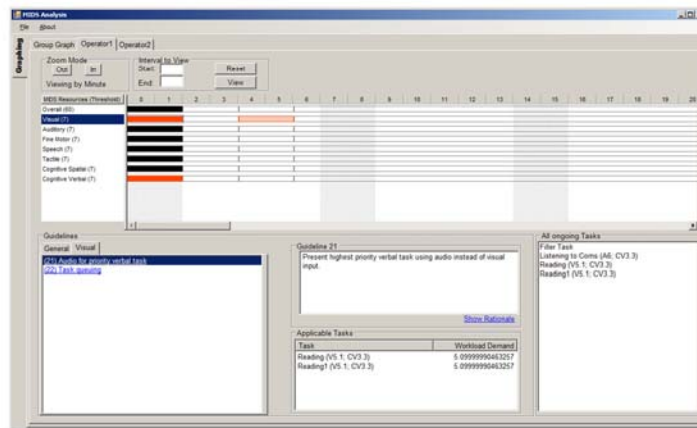 MIDS Analysis
File About
Graphing
Group Graph Operator1 Operator2
Zoom Mode
Out In
Viewing by Minute
Interval to View
Start:
End:
Reset
View
MIDS Resources (Threshold) 0 1 2 3 4 5 6 7 8 9 10 11 12 13 14 15 16 17 18 19 20
Overall (60)
Visual (7)
Auditory (7)
Fine Motor (7)
Speech (7)
Tactile (7)
Cognitive Spatial (7)
Cognitive Verbal (7)
Guidelines
General Visual
(21) Audio for priority verbal task
(22) Task queuing
Guideline 21
Present highest priority verbal task using audio instead of visual
input.
Show Rationale
Applicable Tasks
Task Workload Demand
Reading (V5.1; CV3.3) 5.09999990463257
Reading1 (V5.1; CV3.3) 5.09999990463257
All ongoing Tasks
Filler Task
Listening to Coms (A6; CV3.3)
Reading (V5.1; CV3.3)
Reading1 (V5.1; CV3.3)